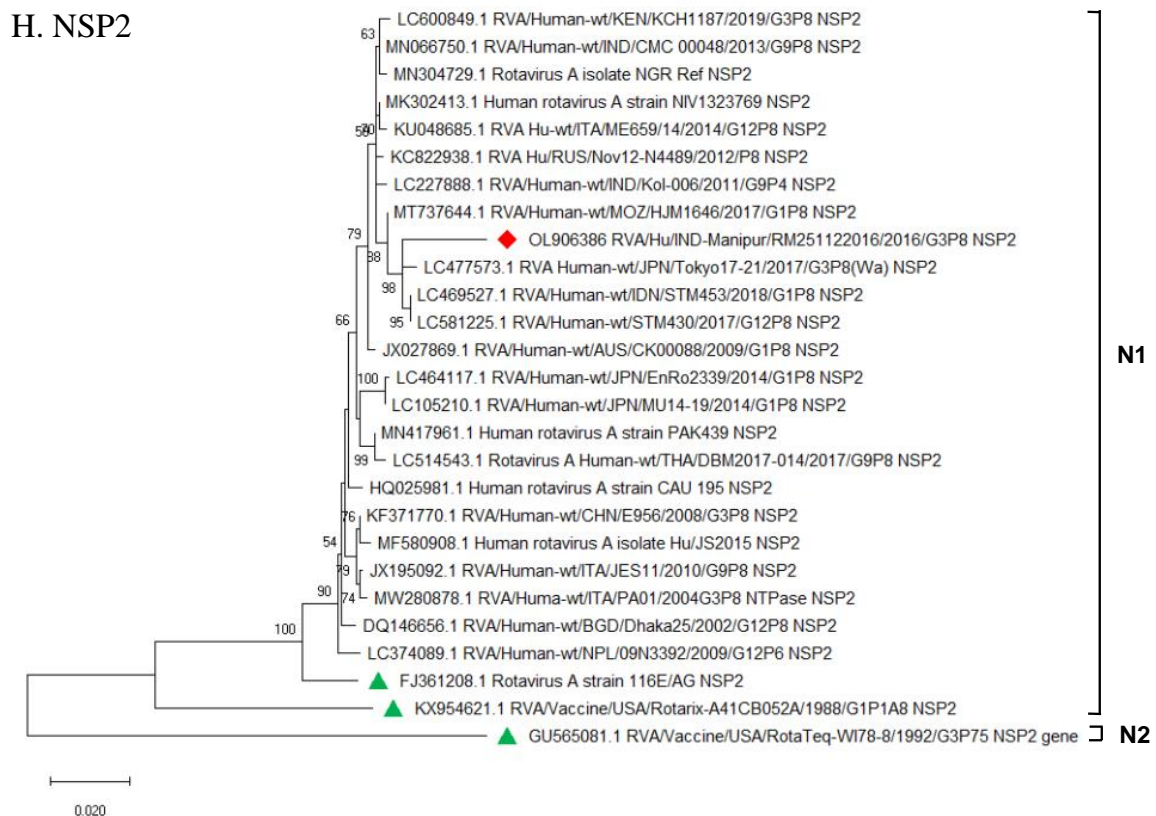 H. NSP2
LC600849.1 RVA/Human-wt/KEN/KCH1187/2019/G3P8 NSP2
63
MN066750.1 RVA/Human-wt/IND/CMC 00048/2013/G9P8 NSP2
MN304729.1 Rotavirus A isolate NGR Ref NSP2
MK302413.1 Human rotavirus A strain NIV1323769 NSP2
KU048685.1 RVA Hu-wt/ITA/ME659/14/2014/G12P8 NSP2
KC822938.1 RVA Hu/RUS/Nov12-N4489/2012/P8 NSP2
LC227888.1 RVA/Human-wt/IND/Kol-006/2011/G9P4 NSP2
MT737644.1 RVA/Human-wt/MOZ/HJM1646/2017/G1P8 NSP2
79
OL906386 RVA/Hu/IND-Manipur/RM251122016/2016/G3P8 NSP2
88
LC477573.1 RVA Human-wt/JPN/Tokyo17-21/2017/G3P8(Wa) NSP2
98
LC469527.1 RVA/Human-wt/IDN/STM453/2018/G1P8 NSP2
66
95
LC581225.1 RVA/Human-wt/STM430/2017/G12P8 NSP2
JX027869.1 RVA/Human-wt/AUS/CK00088/2009/G1P8 NSP2
N1
100
LC464117.1 RVA/Human-wt/JPN/EnRo2339/2014/G1P8 NSP2
LC105210.1 RVA/Human-wt/JPN/MU14-19/2014/G1P8 NSP2
MN417961.1 Human rotavirus A strain PAK439 NSP2
99
LC514543.1 Rotavirus A Human-wt/THA/DBM2017-014/2017/G9P8 NSP2
HQ025981.1 Human rotavirus A strain CAU 195 NSP2
76
KF371770.1 RVA/Human-wt/CHN/E956/2008/G3P8 NSP2
54
MF580908.1 Human rotavirus A isolate Hu/JS2015 NSP2
79
JX195092.1 RVA/Human-wt/ITA/JES11/2010/G9P8 NSP2
90
74
MW280878.1 RVA/Huma-wt/ITA/PA01/2004G3P8 NTPase NSP2
100
DQ146656.1 RVA/Human-wt/BGD/Dhaka25/2002/G12P8 NSP2
LC374089.1 RVA/Human-wt/NPL/09N3392/2009/G12P6 NSP2
FJ361208.1 Rotavirus A strain 116E/AG NSP2
KX954621.1 RVA/Vaccine/USA/Rotarix-A41CB052A/1988/G1P1A8 NSP2
GU565081.1 RVA/Vaccine/USA/RotaTeq-WI78-8/1992/G3P75 NSP2 gene
N2
0.020